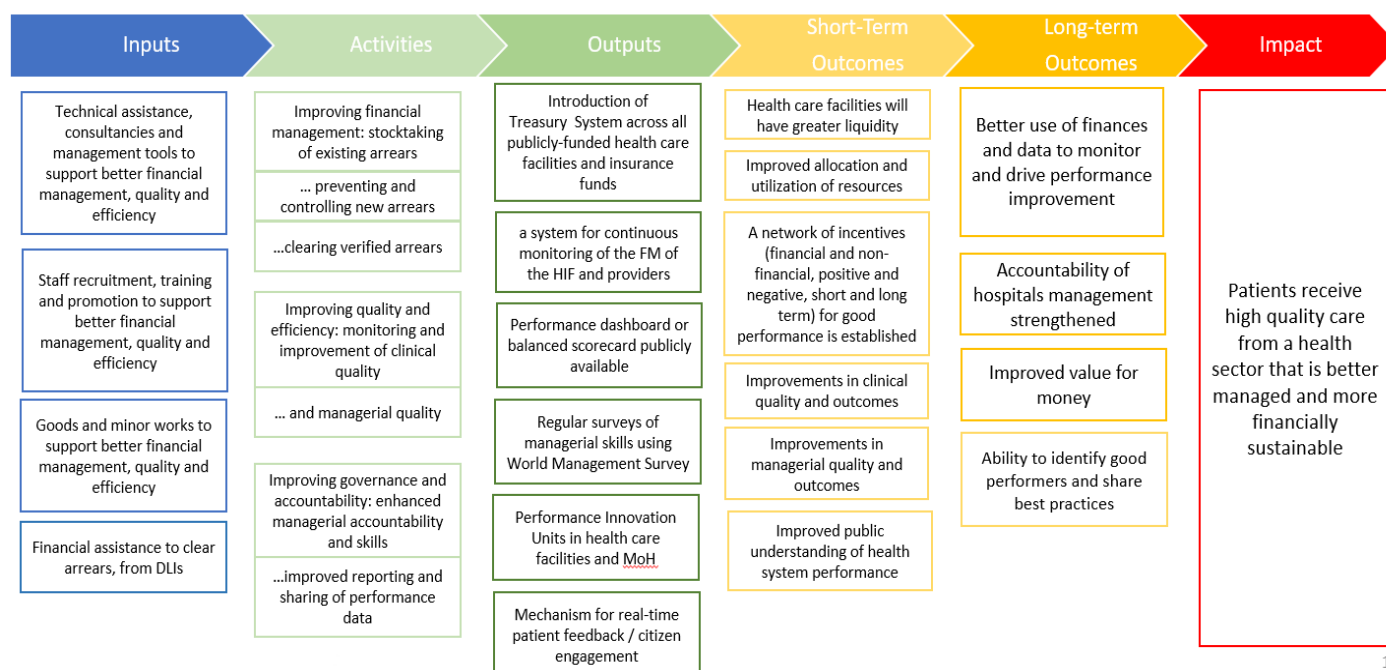 Inputs
Activities
Outputs
Short-Term
Outcomes
Long-term
Outcomes
Impact
Technical assistance,
consultancies and
management tools to
support better financial
management, quality and
efficiency
Staff recruitment, training
and promotion to support
better financial
management, quality and
efficiency
Goods and minor works to
support better financial
management, quality and
efficiency
Financial assistance to clear
arrears, from DLIs
Improving financial
management: stocktaking
of existing arrears
... preventing and
controlling new arrears
...clearing verified arrears
Improving quality and
efficiency: monitoring and
improvement of clinical
quality
... and managerial quality
Improving governance and
accountability: enhanced
managerial accountability
and skills
...improved reporting and
sharing of performance
data
Introduction of
Treasury System across all
publicly-funded health care
facilities and insurance
funds
a system for continuous
monitoring of the FM of
the HIF and providers
Performance dashboard or
balanced scorecard publicly
available
Regular surveys of
managerial skills using
World Management Survey
Performance Innovation
Units in health care
facilities and MoH
Mechanism for real-time
patient feedback / citizen
engagement
Health care facilities will
have greater liquidity
Improved allocation and
utilization of resources
A network of incentives
(financial and non-
financial, positive and
negative, short and long
term) for good
performance is established
Improvements in clinical
quality and outcomes
Improvements in
managerial quality and
outcomes
Improved public
understanding of health
system performance
Better use of finances
and data to monitor
and drive performance
improvement
Accountability of
hospitals management
strengthened
Improved value for
money
Ability to identify good
performers and share
best practices
Patients receive
high quality care
from a health
sector that is better
managed and more
financially
sustainable